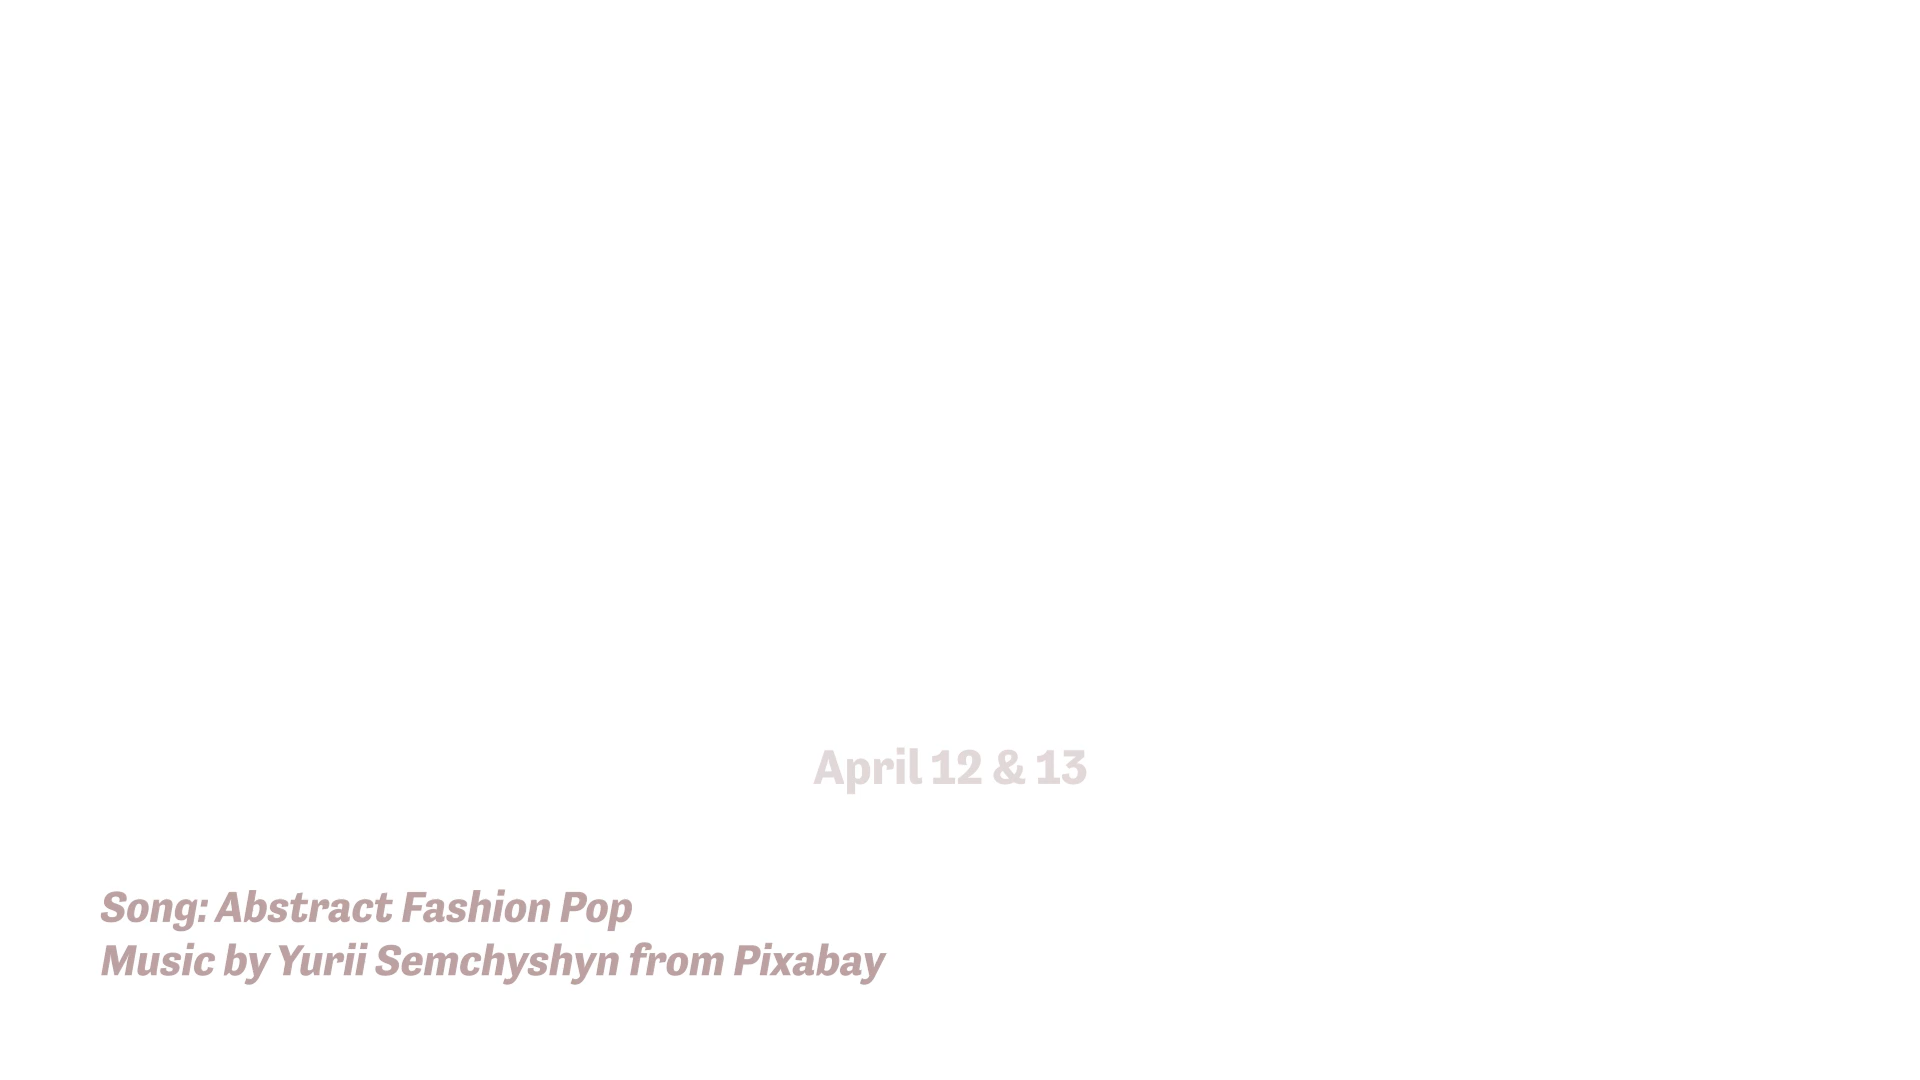 April 12 & 13
Song: Abstract Fashion Pop
Music by Yurii Semchyshyn from Pixabay